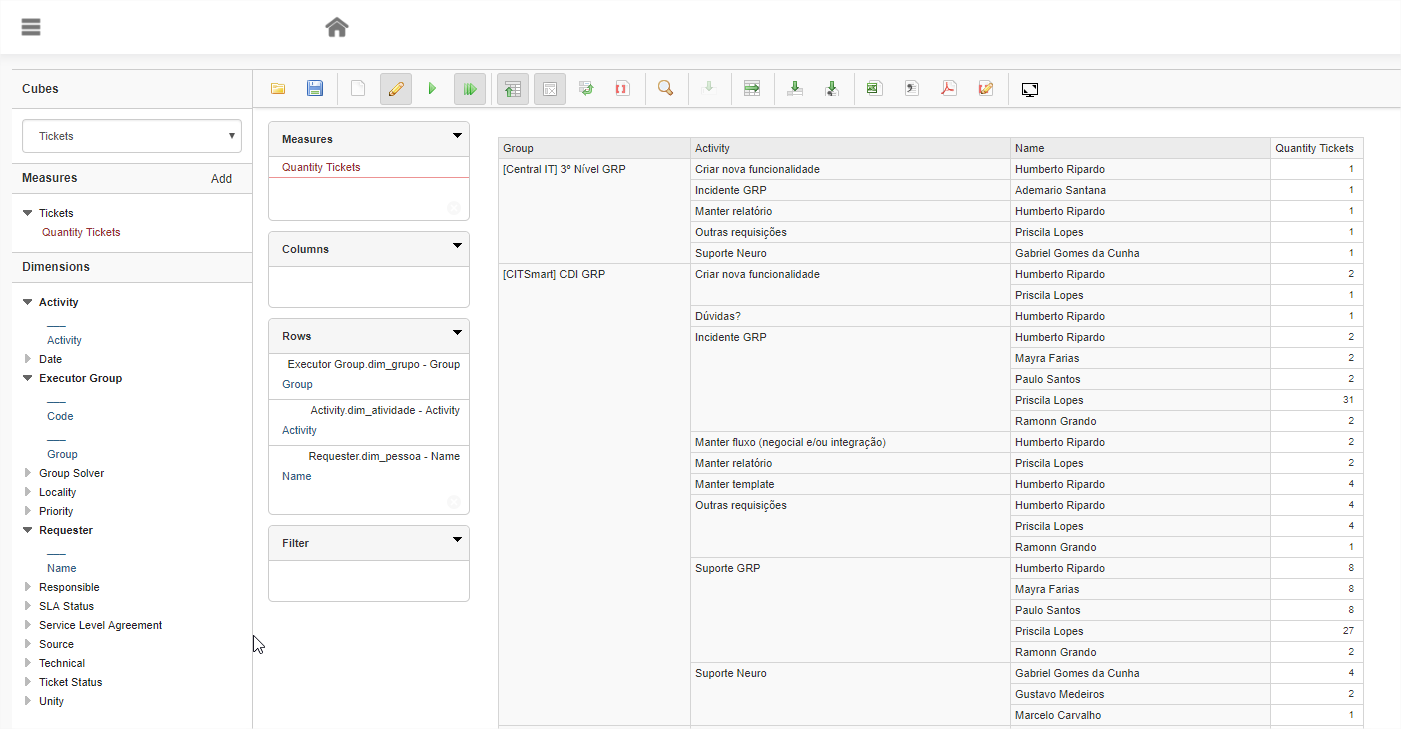 Cubes
Tickets
Measures Add
Tickets
Quantity Tickets
Dimensions
Activity
Activity
Date
Executor Group
Code
Group
Group Solver
Locality
Priority
Requester
Name
Responsible
SLA Status
Service Level Agreement
Source
Technical
Ticket Status
Unity
Measures
Quantity Tickets
Columns
Rows
Executor Group.dim_grupo - Group
Group
Activity.dim_atividade - Activity
Activity
Requester.dim_pessoa - Name
Name
Filter
Group Activity Name Quantity Tickets
[Central IT] 3º Nível GRP Criar nova funcionalidade Humberto Ripardo 1
Incidente GRP Ademario Santana 1
Manter relatório Humberto Ripardo 1
Outras requisições Priscila Lopes 1
Suporte Neuro Gabriel Gomes da Cunha 1
[CITSmart] CDI GRP Criar nova funcionalidade Humberto Ripardo 2
Priscila Lopes 1
Dúvidas? Humberto Ripardo 1
Incidente GRP Humberto Ripardo 2
Mayra Farias 2
Paulo Santos 2
Priscila Lopes 31
Ramonn Grando 2
Manter fluxo (negocial e/ou integração) Humberto Ripardo 2
Manter relatório Priscila Lopes 2
Manter template Humberto Ripardo 4
Outras requisições Humberto Ripardo 4
Priscila Lopes 4
Ramonn Grando 1
Suporte GRP Humberto Ripardo 8
Mayra Farias 8
Paulo Santos 8
Priscila Lopes 27
Ramonn Grando 2
Suporte Neuro Gabriel Gomes da Cunha 4
Gustavo Medeiros 2
Marcelo Carvalho 1